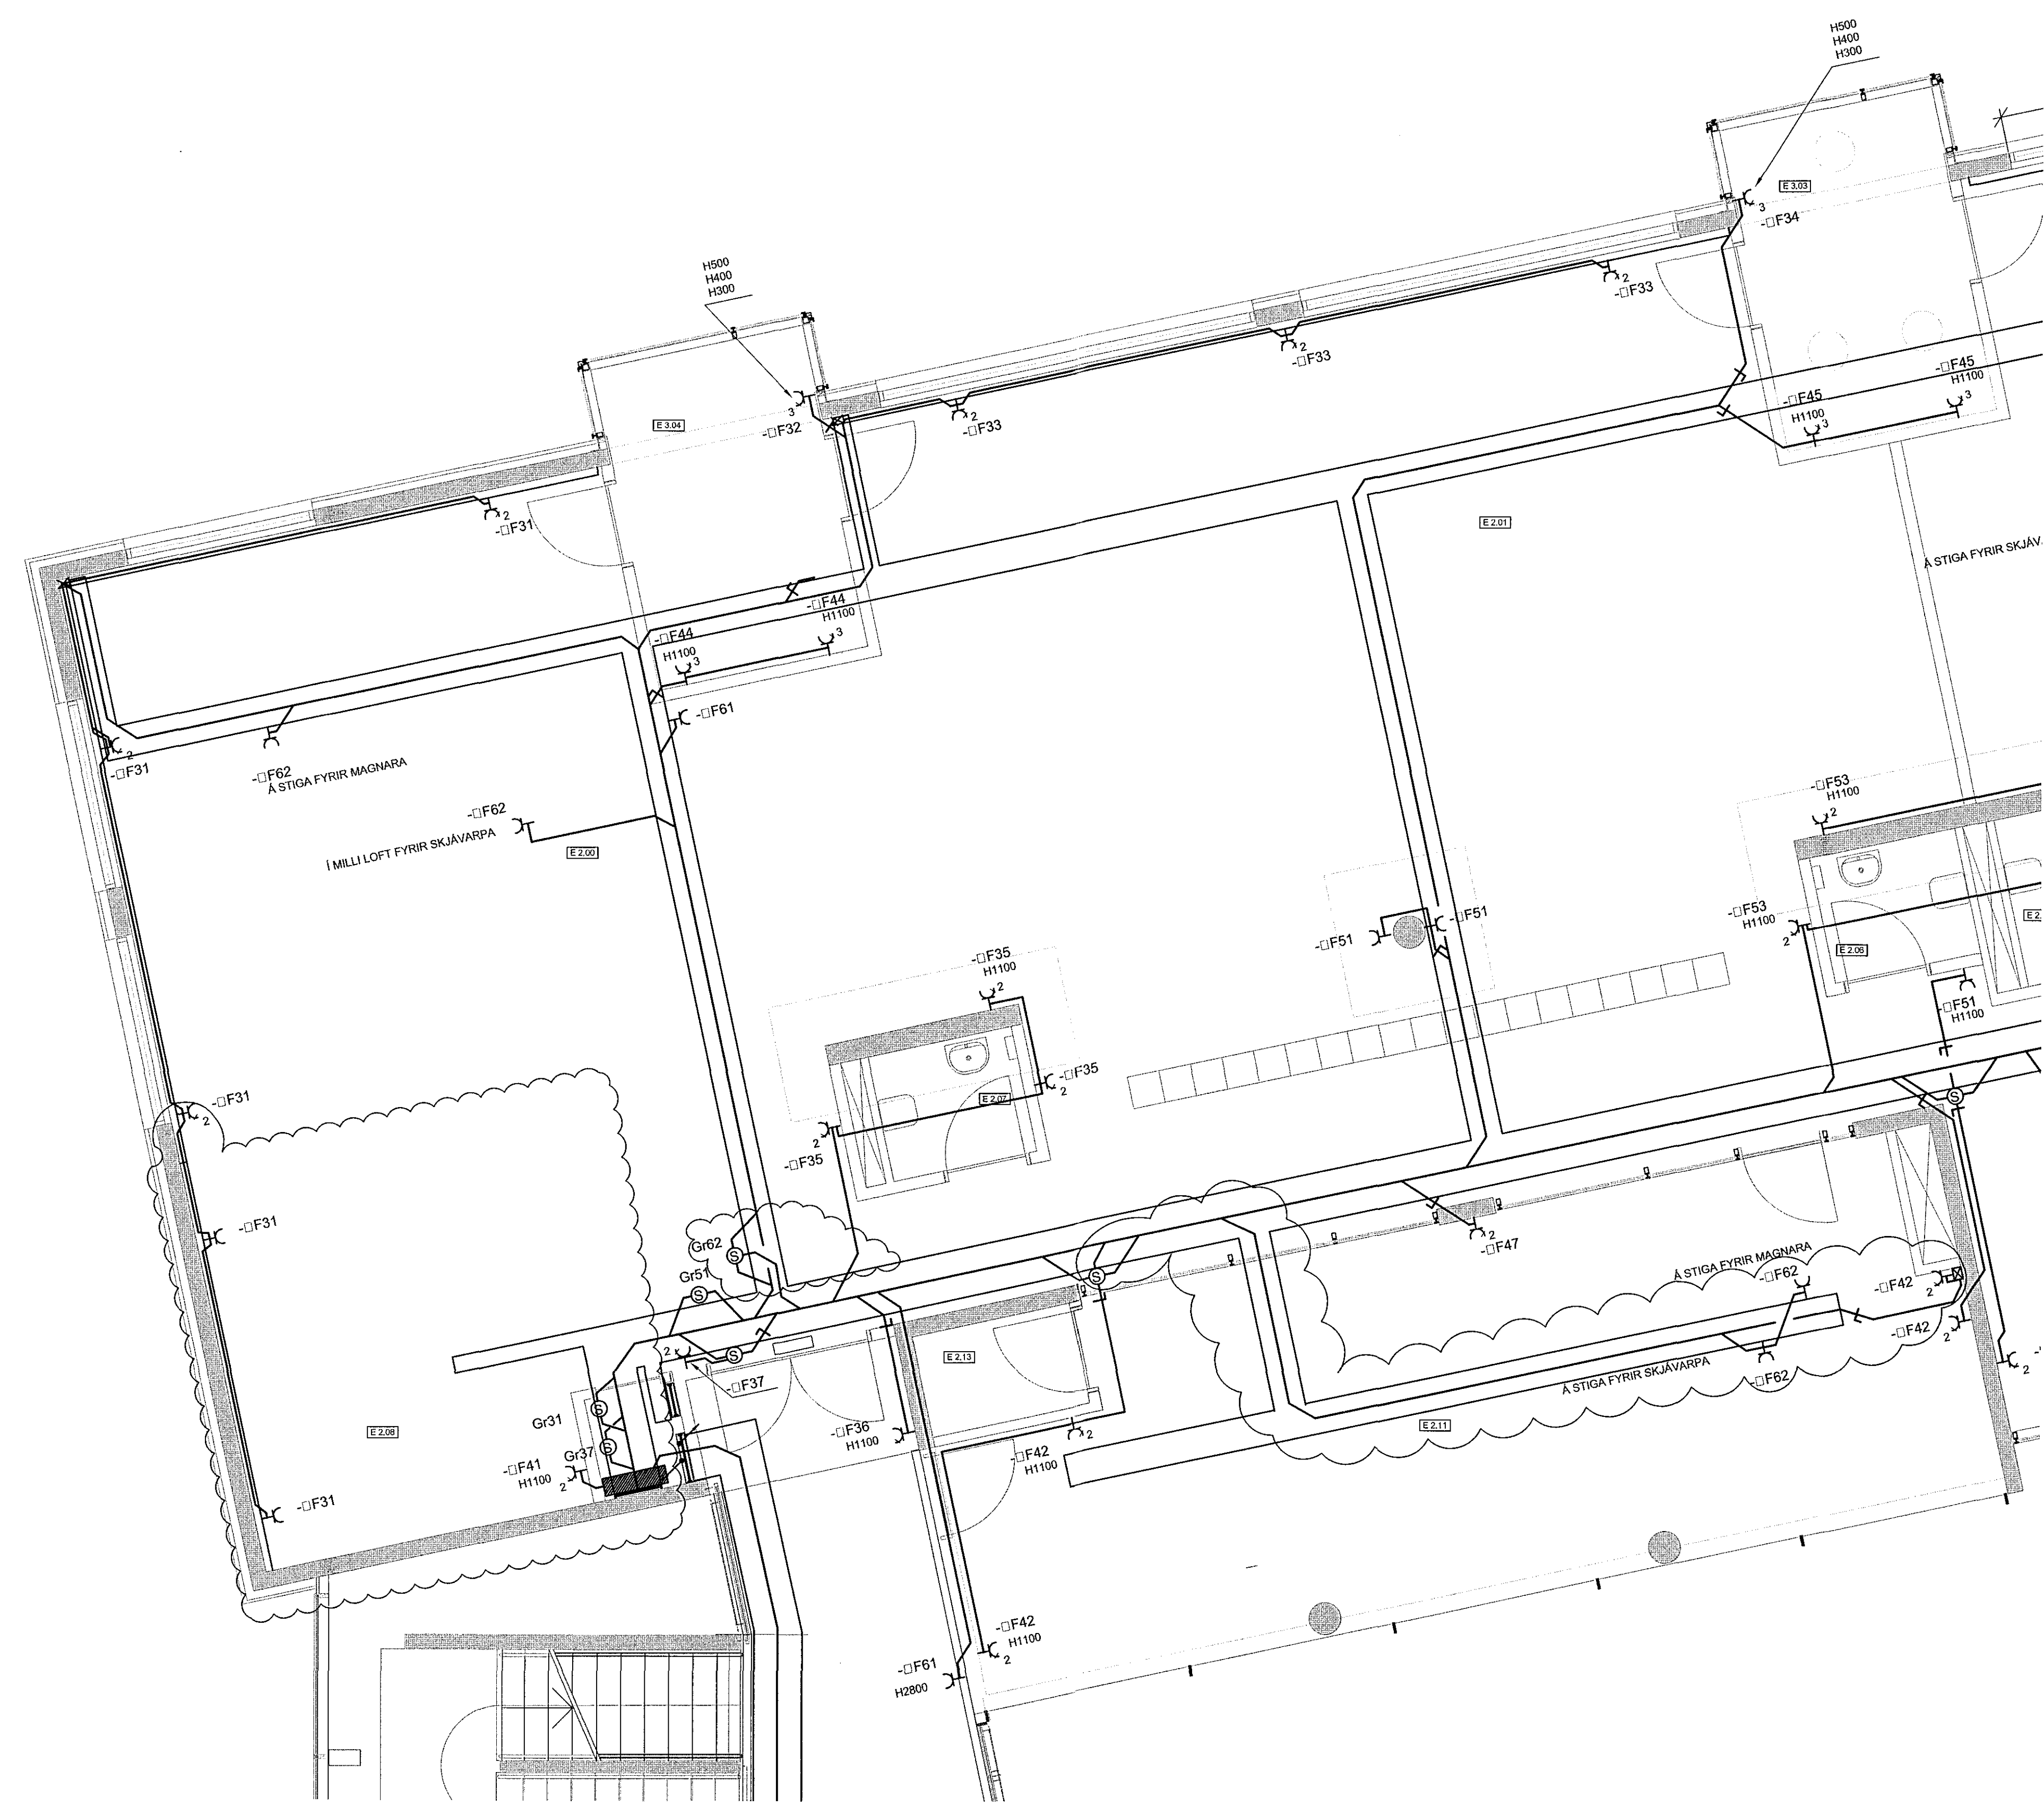 H500
H400
H300
E 3.03
3
-□F34
H500
H400
H300
2
-□F33
2
-□F33
-□F45
H1100
3
-□F45
H1100
3
3
-□F32
2
-□F33
E 3.04
2
-□F31
E 2.01
Á STIGA FYRIR SKJÁV
-□F44
H1100
3
-□F44
H1100
3
-□F61
2
-□F31
-□F62
Á STIGA FYRIR MAGNARA
-□F62
Í MILLI LOFT FYRIR SKJÁVARPA
E 2.00
-□F53
H1100
2
-□F53
H1100
2
E 2.06
E 2.
-□F51
-□F51
-□F51
H1100
-□F35
H1100
2
-□F35
2
E 2.07
2
-□F35
-□F31
2
-□F31
S
Gr62
S
Gr51
S
S
2
-□F47
Á STIGA FYRIR MAGNARA
-□F62
-□F42
2
-□F42
2
2
S
2
-□F37
E 2.13
Á STIGA FYRIR SKJÁVARPA
-□F62
E 2.11
Gr31
S
Gr37
S
E 2.08
-□F36
H1100
2
-□F42
H1100
-□F41
H1100
2
-□F31
-□F42
H1100
2
-□F61
H2800